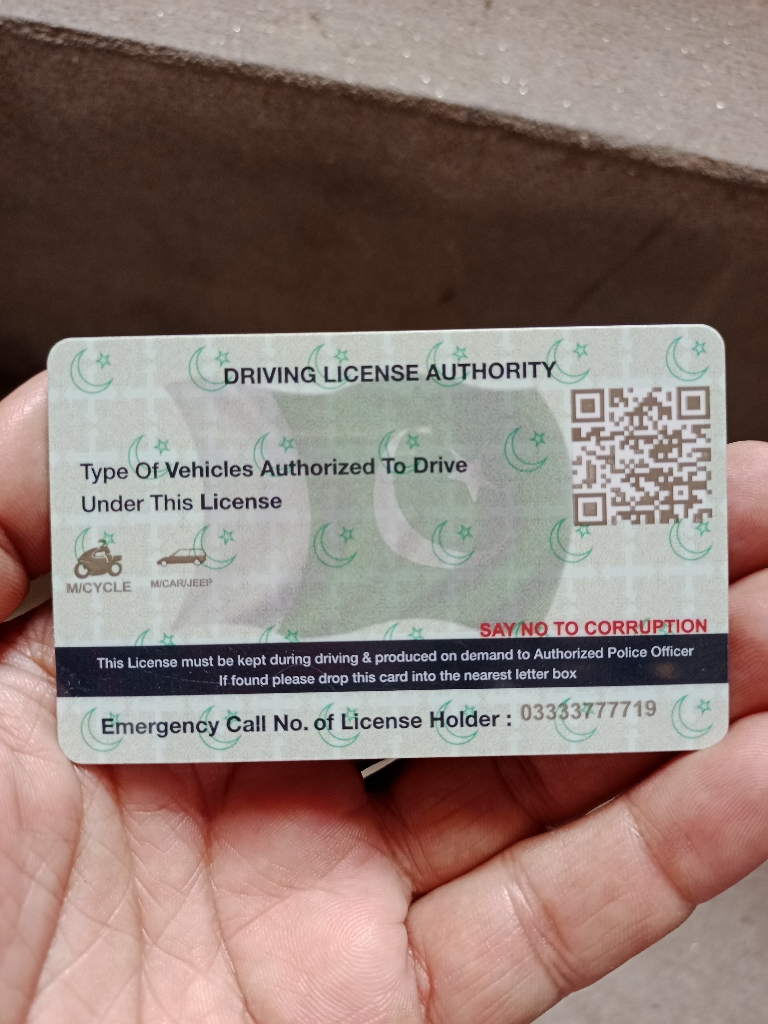 DRIVING LICENSE AUTHORITY
Type Of Vehicles Authorized To Drive
Under This License
M/CYCLE
M/CAR/JEEP
SAY NO TO CORRUPTION
This License must be kept during driving & produced on demand to Authorized Police Officer
If found please drop this card into the nearest letter box
Emergency Call No. of License Holder : 03333777719